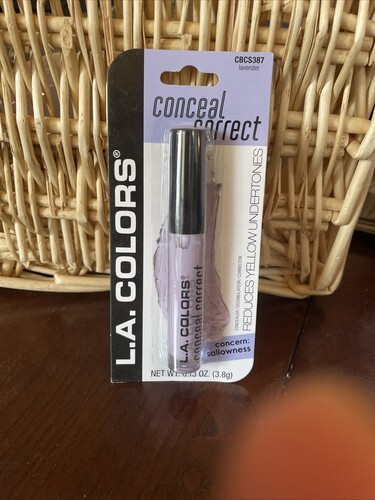 CBCS387
lavender
conceal
correct
L.A. COLORS®
REDUCES YELLOW UNDERTONES
L.A. COLORS®
conceal correct
concern:
sallowness
NET WT. 0.13 OZ. (3.8g)